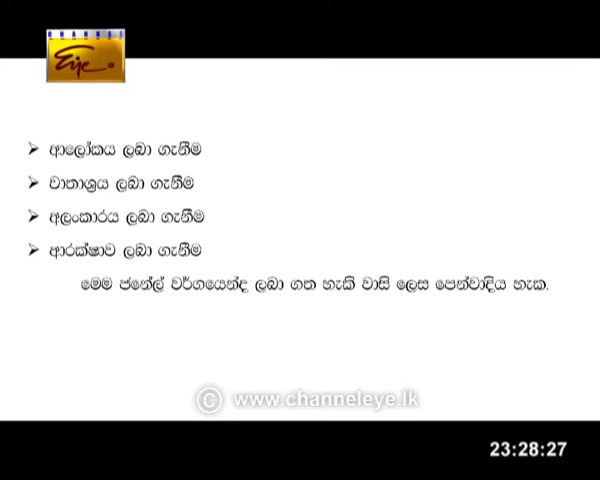 CHANNEL
Eye
➢ ආලෝකය ලබා ගැනීම
➢ වාතාශ්‍රය ලබා ගැනීම
➢ අලංකාරය ලබා ගැනීම
➢ ආරක්ෂාව ලබා ගැනීම
මෙම ජනේල් වර්ගයෙන්ද ලබා ගත හැකි වාසි ලෙස පෙන්වාදිය හැක.
© www.channeleye.lk
23:28:27